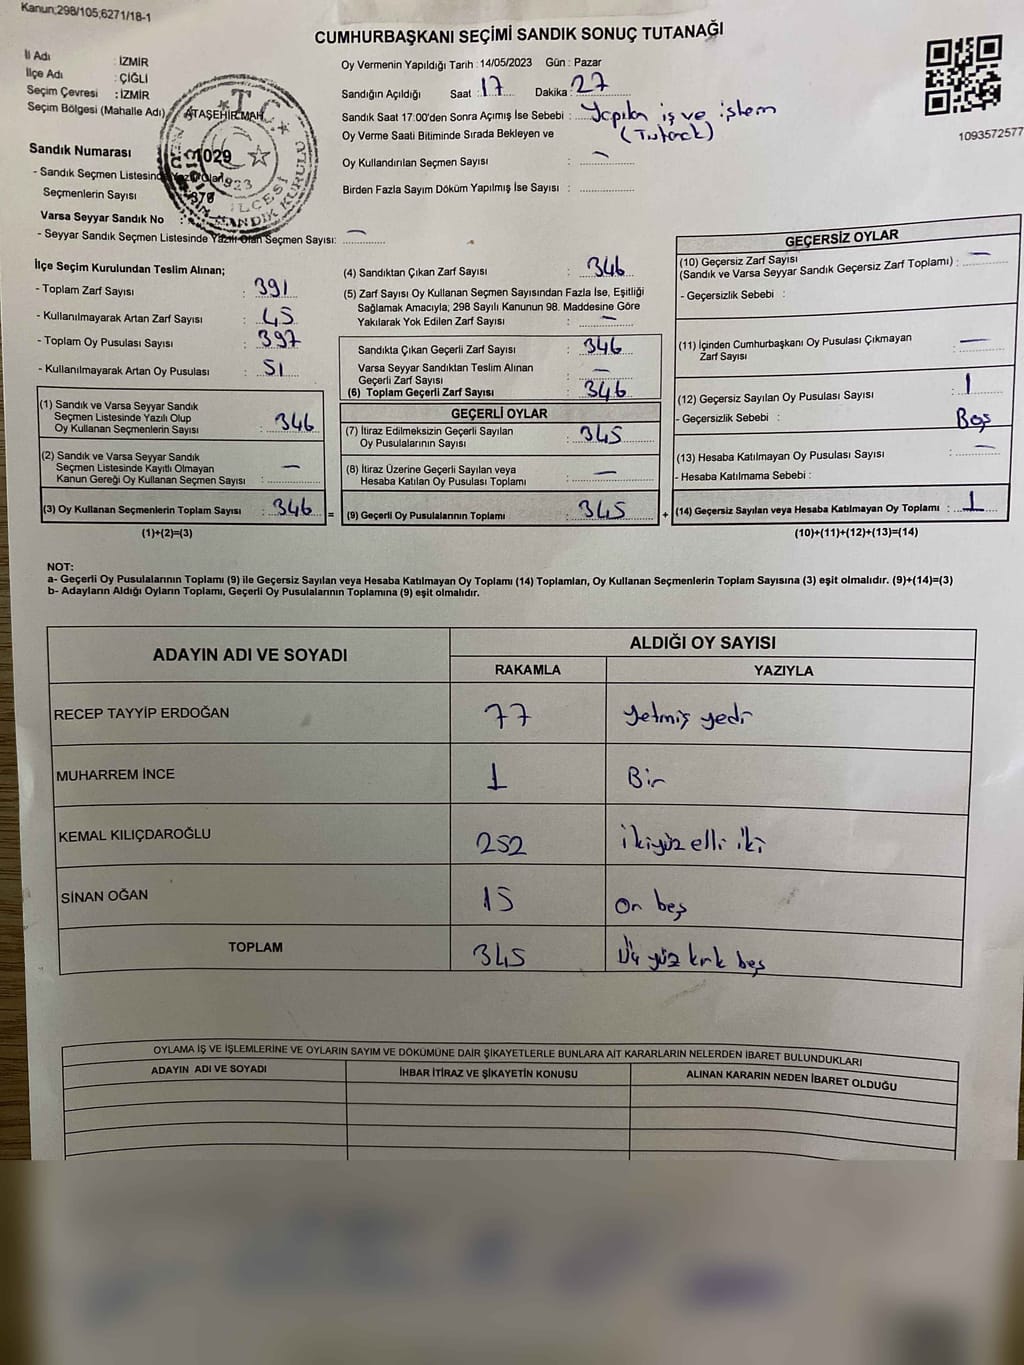 Kanun;298/105;6271/18-1
CUMHURBAŞKANI SEÇİMİ SANDIK SONUÇ TUTANAĞI
İl Adı : İZMİR
İlçe Adı : ÇİĞLİ
Seçim Çevresi : İZMİR
Seçim Bölgesi (Mahalle Adı) ATAŞEHİR MAH.
Sandık Numarası 1029
- Sandık Seçmen Listesinde Yazılı Olan
Seçmenlerin Sayısı : 376
Varsa Seyyar Sandık No :
- Seyyar Sandık Seçmen Listesinde Yazılı Olan Seçmen Sayısı: —
T.C.
1923
İLÇESİ
SANDIK KURULU
Oy Vermenin Yapıldığı Tarih : 14/05/2023 Gün : Pazar
Sandığın Açıldığı Saat : 17 Dakika : 27
Sandık Saat 17:00'den Sonra Açımış İse Sebebi : Yapılan iş ve işlem
Oy Verme Saati Bitiminde Sırada Bekleyen ve (Tutanak)
Oy Kullandırılan Seçmen Sayısı : —
Birden Fazla Sayım Döküm Yapılmış İse Sayısı :
1093572577
İlçe Seçim Kurulundan Teslim Alınan;
- Toplam Zarf Sayısı : 391
- Kullanılmayarak Artan Zarf Sayısı : 45
- Toplam Oy Pusulası Sayısı : 397
- Kullanılmayarak Artan Oy Pusulası : 51
(1) Sandık ve Varsa Seyyar Sandık
Seçmen Listesinde Yazılı Olup
Oy Kullanan Seçmenlerin Sayısı : 346
(2) Sandık ve Varsa Seyyar Sandık
Seçmen Listesinde Kayıtlı Olmayan
Kanun Gereği Oy Kullanan Seçmen Sayısı : —
(3) Oy Kullanan Seçmenlerin Toplam Sayısı : 346 =
(1)+(2)=(3)
(4) Sandıktan Çıkan Zarf Sayısı : 346
(5) Zarf Sayısı Oy Kullanan Seçmen Sayısından Fazla İse, Eşitliği
Sağlamak Amacıyla; 298 Sayılı Kanunun 98. Maddesine Göre
Yakılarak Yok Edilen Zarf Sayısı : —
Sandıkta Çıkan Geçerli Zarf Sayısı : 346
Varsa Seyyar Sandıktan Teslim Alınan
Geçerli Zarf Sayısı : —
(6) Toplam Geçerli Zarf Sayısı : 346
GEÇERLİ OYLAR
(7) İtiraz Edilmeksizin Geçerli Sayılan
Oy Pusulalarının Sayısı : 345
(8) İtiraz Üzerine Geçerli Sayılan veya
Hesaba Katılan Oy Pusulası Toplamı : —
(9) Geçerli Oy Pusulalarının Toplamı : 345 +
GEÇERSİZ OYLAR
(10) Geçersiz Zarf Sayısı
(Sandık ve Varsa Seyyar Sandık Geçersiz Zarf Toplamı) : —
- Geçersizlik Sebebi :
(11) İçinden Cumhurbaşkanı Oy Pusulası Çıkmayan
Zarf Sayısı : —
(12) Geçersiz Sayılan Oy Pusulası Sayısı : 1
- Geçersizlik Sebebi : Boş
(13) Hesaba Katılmayan Oy Pusulası Sayısı : —
- Hesaba Katılmama Sebebi :
(14) Geçersiz Sayılan veya Hesaba Katılmayan Oy Toplamı : 1
(10)+(11)+(12)+(13)=(14)
NOT:
a- Geçerli Oy Pusulalarının Toplamı (9) ile Geçersiz Sayılan veya Hesaba Katılmayan Oy Toplamı (14) Toplamları, Oy Kullanan Seçmenlerin Toplam Sayısına (3) eşit olmalıdır. (9)+(14)=(3)
b- Adayların Aldığı Oyların Toplamı, Geçerli Oy Pusulalarının Toplamına (9) eşit olmalıdır.
ADAYIN ADI VE SOYADI ALDIĞI OY SAYISI
RAKAMLA YAZIYLA
RECEP TAYYİP ERDOĞAN 77 Yetmiş yedi
MUHARREM İNCE 1 Bir
KEMAL KILIÇDAROĞLU 252 ikiyüz elli iki
SİNAN OĞAN 15 On beş
TOPLAM 345 Üç yüz kırk beş
OYLAMA İŞ VE İŞLEMLERİNE VE OYLARIN SAYIM VE DÖKÜMÜNE DAİR ŞİKAYETLERLE BUNLARA AİT KARARLARIN NELERDEN İBARET BULUNDUKLARI
ADAYIN ADI VE SOYADI İHBAR İTİRAZ VE ŞİKAYETİN KONUSU ALINAN KARARIN NEDEN İBARET OLDUĞU